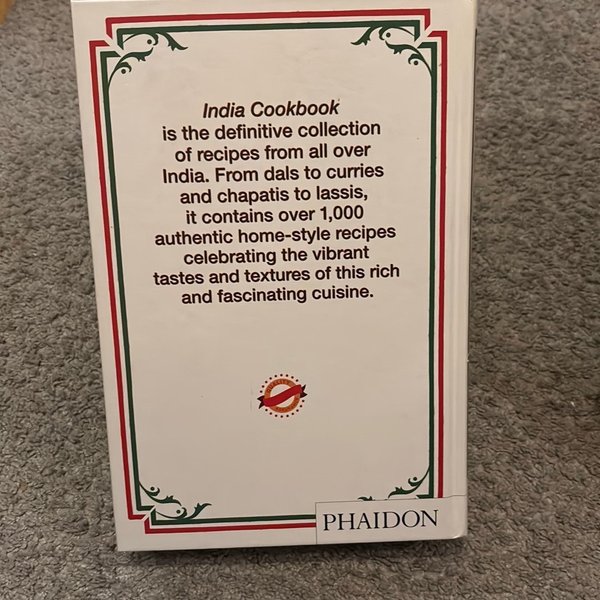 India Cookbook
is the definitive collection
of recipes from all over
India. From dals to curries
and chapatis to lassis,
it contains over 1,000
authentic home-style recipes
celebrating the vibrant
tastes and textures of this rich
and fascinating cuisine.
QUALITY
PHAIDON